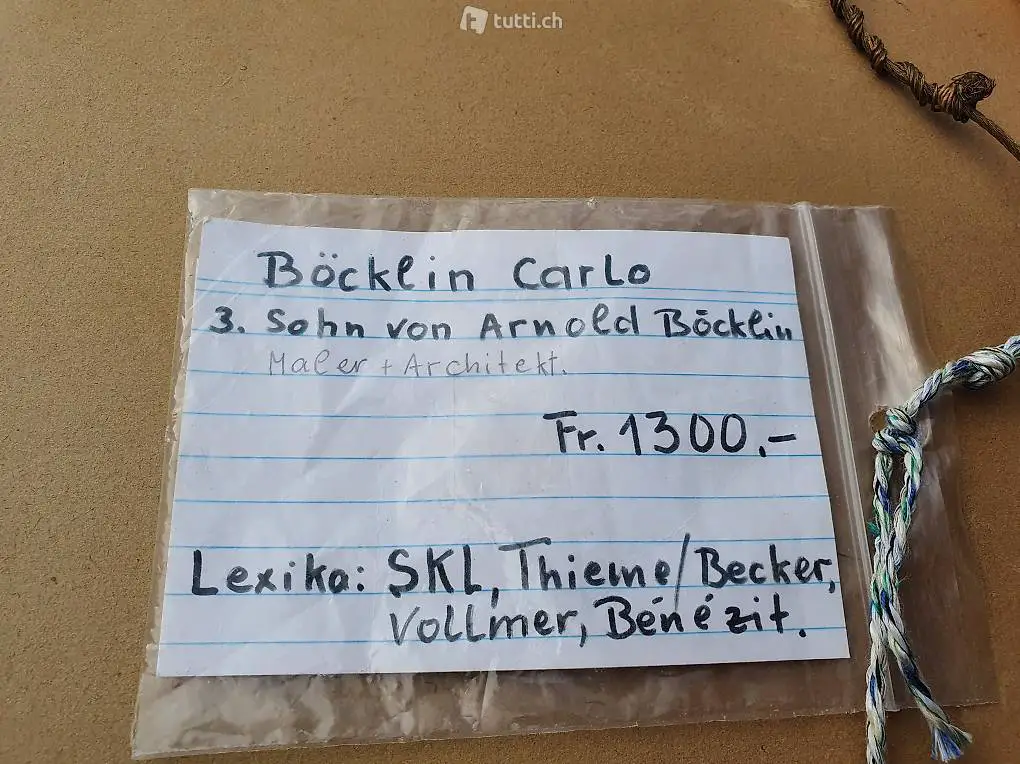 tutti.ch
Böcklin Carlo
3. Sohn von Arnold Böcklin
Maler + Architekt.
Fr. 1300.–
Lexika: SKL, Thieme/Becker,
Vollmer, Bénézit.